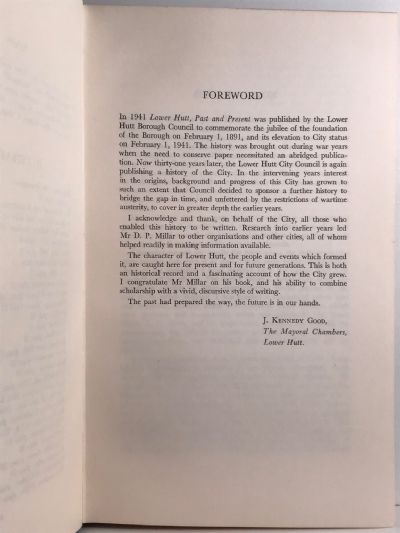 FOREWORD
In 1941 Lower Hutt, Past and Present was published by the Lower
Hutt Borough Council to commemorate the jubilee of the foundation
of the Borough on February 1, 1891, and its elevation to City status
on February 1, 1941. The history was brought out during war years
when the need to conserve paper necessitated an abridged publica-
tion. Now thirty-one years later, the Lower Hutt City Council is again
publishing a history of the City. In the intervening years interest
in the origins, background and progress of this City has grown to
such an extent that Council decided to sponsor a further history to
bridge the gap in time, and unfettered by the restrictions of wartime
austerity, to cover in greater depth the earlier years.
I acknowledge and thank, on behalf of the City, all those who
enabled this history to be written. Research into earlier years led
Mr D. P. Millar to other organisations and other cities, all of whom
helped readily in making information available.
The character of Lower Hutt, the people and events which formed
it, are caught here for present and for future generations. This is both
an historical record and a fascinating account of how the City grew.
I congratulate Mr Millar on his book, and his ability to combine
scholarship with a vivid, discursive style of writing.
The past had prepared the way, the future is in our hands.
J. Kennedy Good,
The Mayoral Chambers,
Lower Hutt.